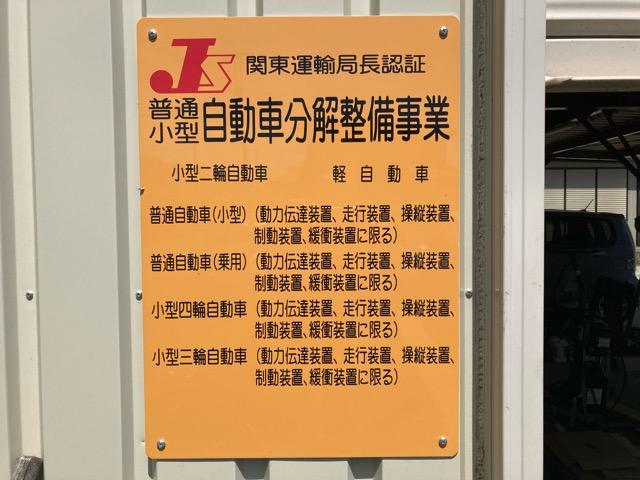 JS 関東運輸局長認証
普通
小型 自動車分解整備事業
小型二輪自動車 軽自動車
普通自動車(小型) (動力伝達装置、走行装置、操縦装置、
制動装置、緩衝装置に限る)
普通自動車(乗用) (動力伝達装置、走行装置、操縦装置、
制動装置、緩衝装置に限る)
小型四輪自動車 (動力伝達装置、走行装置、操縦装置、
制動装置、緩衝装置に限る)
小型三輪自動車 (動力伝達装置、走行装置、操縦装置、
制動装置、緩衝装置に限る)